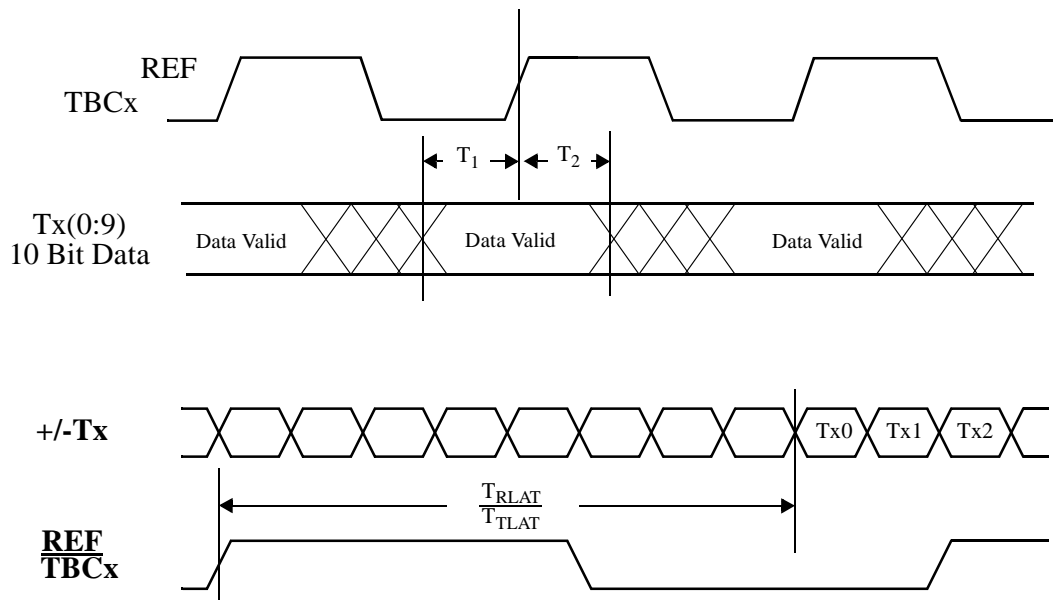 REF
TBCx
T1
T2
Tx(0:9)
10 Bit Data
Data Valid
Data Valid
Data Valid
+/-Tx
Tx0
Tx1
Tx2
TRLAT
TTLAT
REF
TBCx